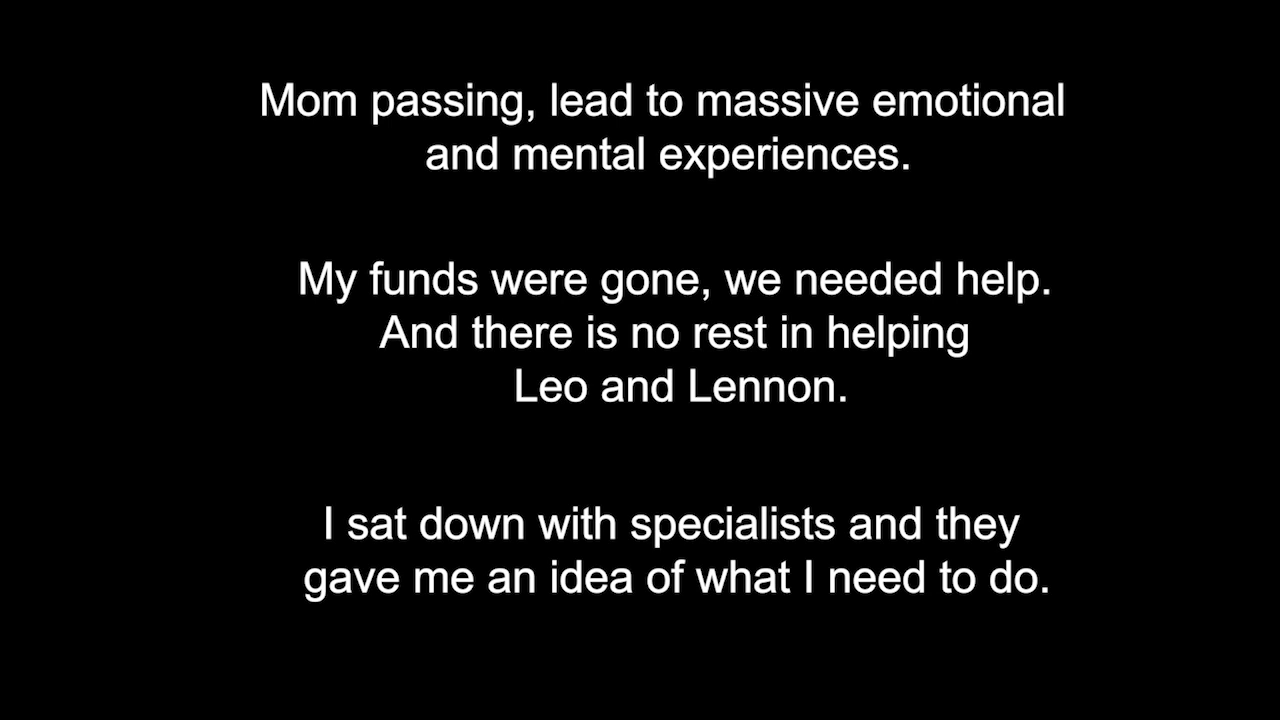 Mom passing, lead to massive emotional
and mental experiences.
My funds were gone, we needed help.
And there is no rest in helping
Leo and Lennon.
I sat down with specialists and they
gave me an idea of what I need to do.